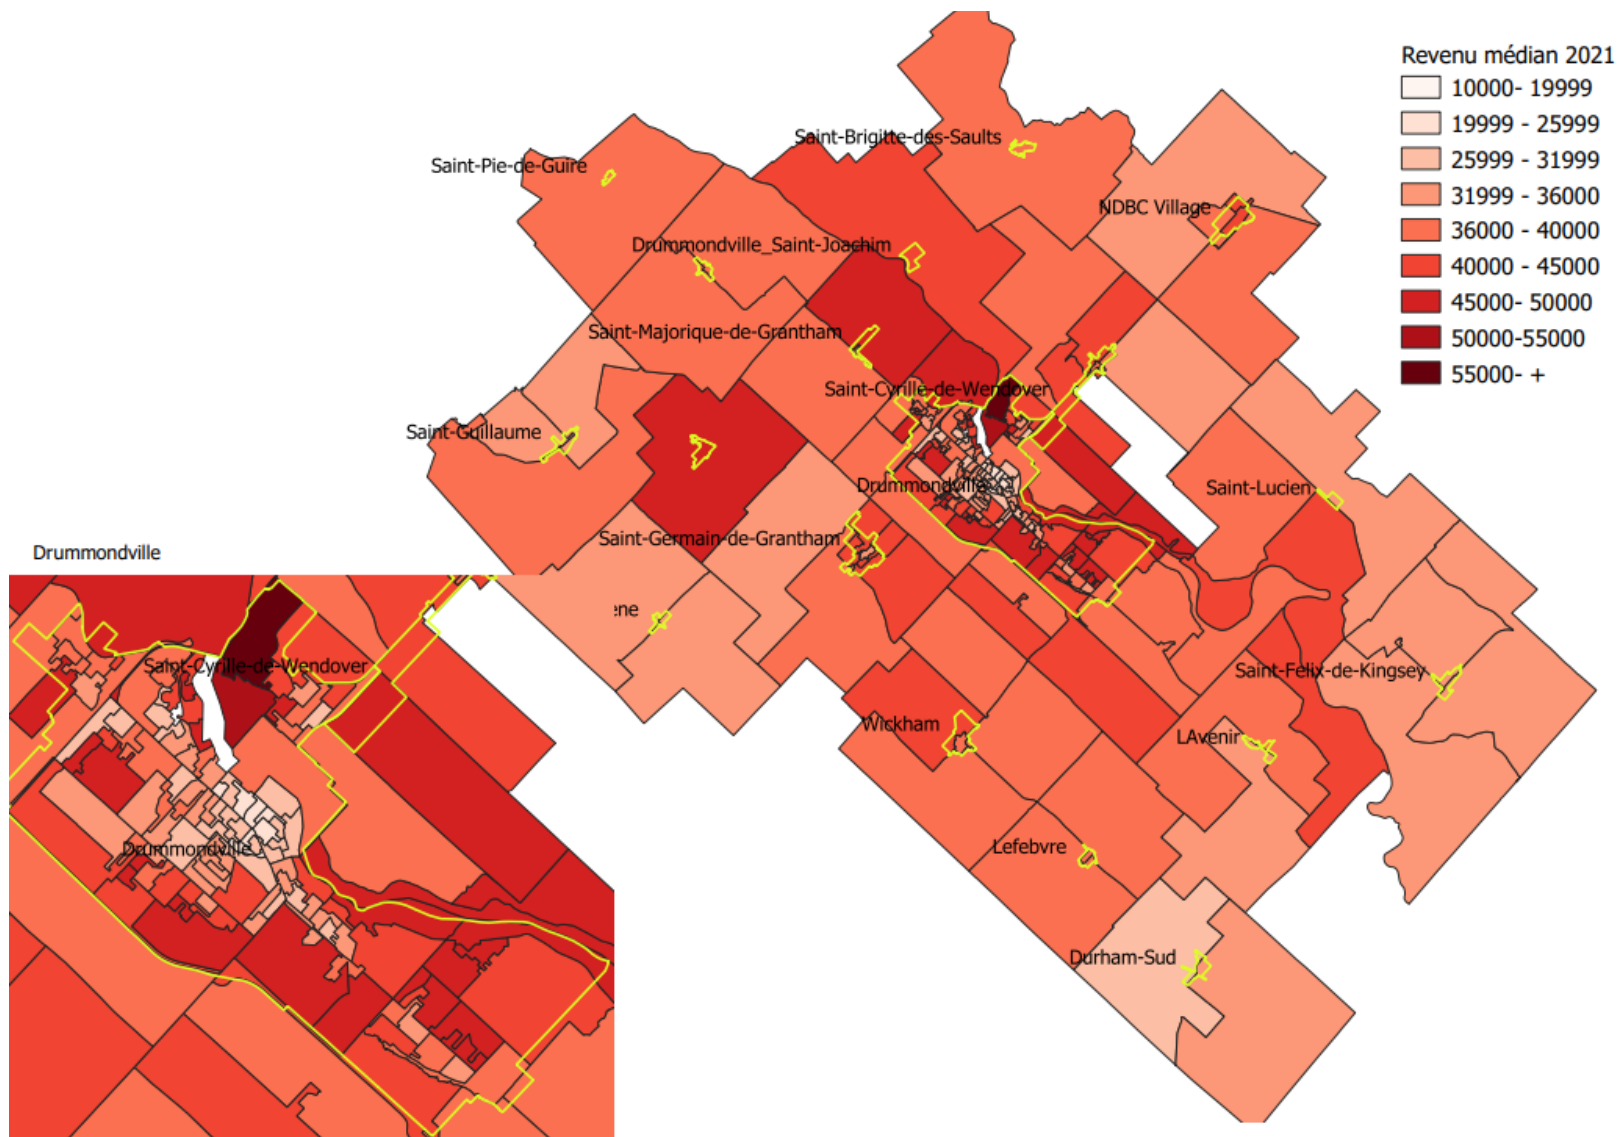 Revenu médian 2021
10000- 19999
19999 - 25999
25999 - 31999
31999 - 36000
36000 - 40000
40000 - 45000
45000- 50000
50000-55000
55000- +
Saint-Brigitte-des-Saults
Saint-Pie-de-Guire
NDBC Village
Drummondville_Saint-Joachim
Saint-Majorique-de-Grantham
Saint-Cyrille-de-Wendover
Saint-Guillaume
Drummondville
Saint-Lucien
Saint-Germain-de-Grantham
Drummondville
ene
Saint-Cyrille-de-Wendover
Saint-Felix-de-Kingsey
Wickham
LAvenir
Drummondville
Lefebvre
Durham-Sud